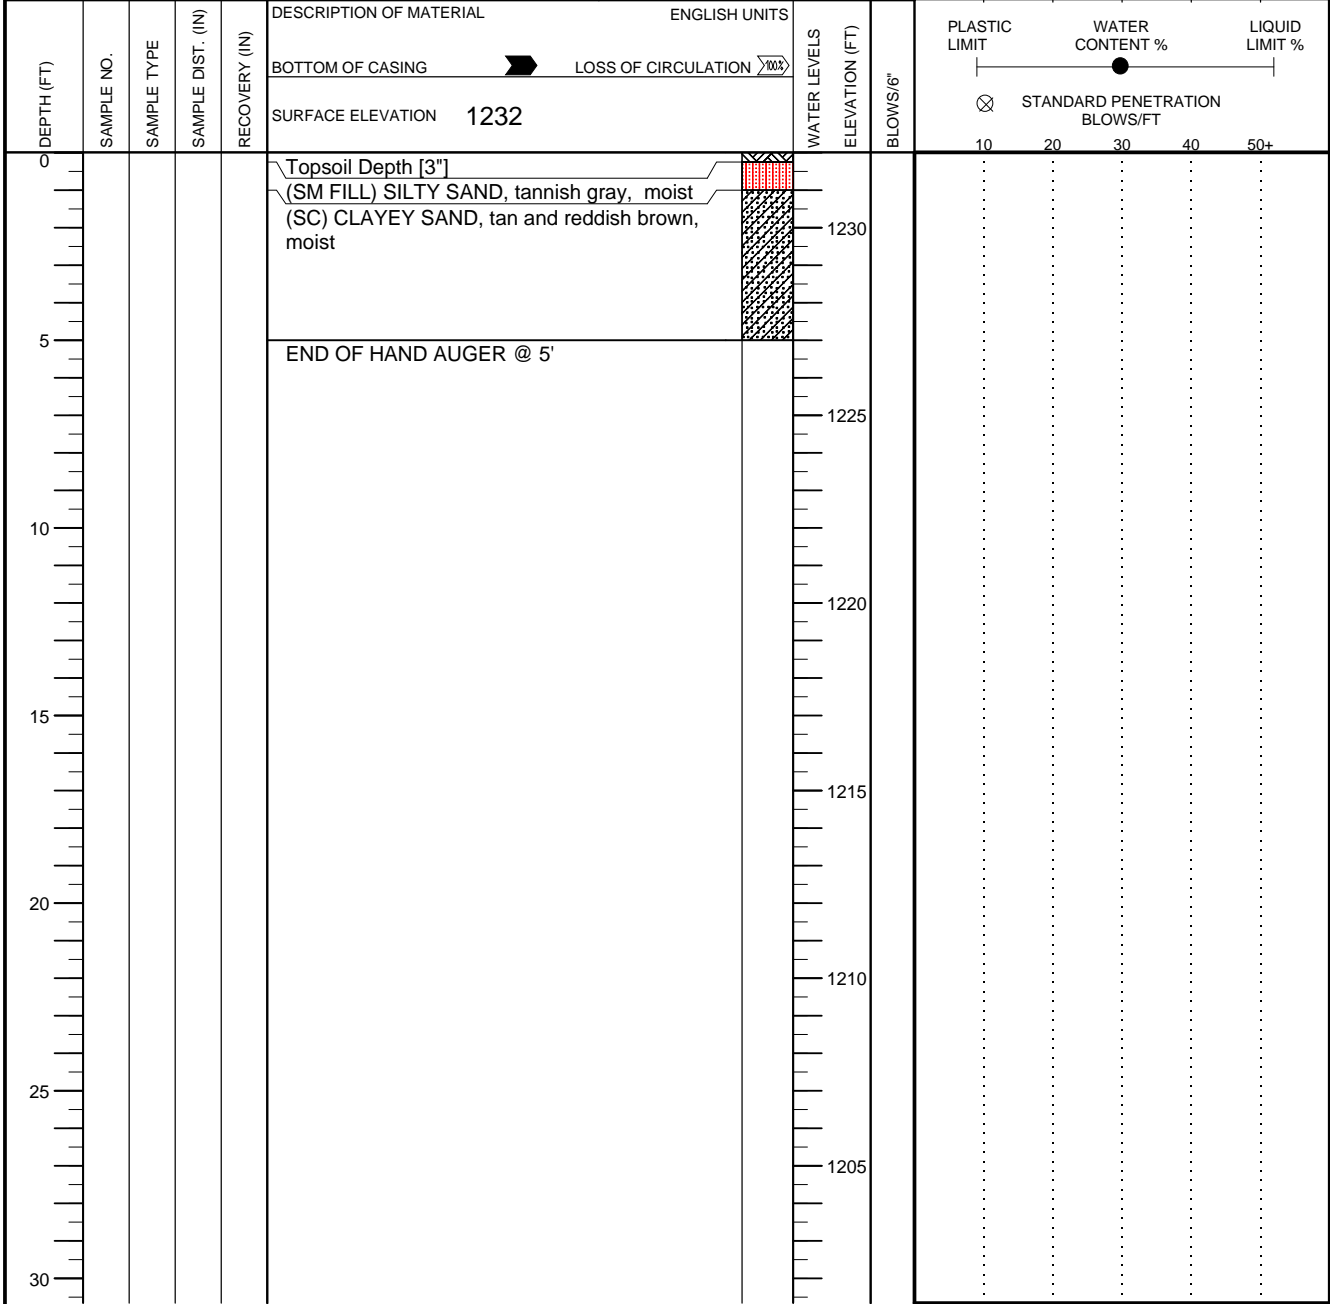 DEPTH (FT)
SAMPLE NO.
SAMPLE TYPE
SAMPLE DIST. (IN)
RECOVERY (IN)
DESCRIPTION OF MATERIAL
ENGLISH UNITS
BOTTOM OF CASING
LOSS OF CIRCULATION
100%
SURFACE ELEVATION
1232
WATER LEVELS
ELEVATION (FT)
BLOWS/6"
PLASTIC
LIMIT
WATER
CONTENT %
LIQUID
LIMIT %
STANDARD PENETRATION
BLOWS/FT
10
20
30
40
50+
0
Topsoil Depth [3"]
(SM FILL) SILTY SAND, tannish gray, moist
(SC) CLAYEY SAND, tan and reddish brown,
moist
1230
5
END OF HAND AUGER @ 5'
1225
10
1220
15
1215
20
1210
25
1205
30